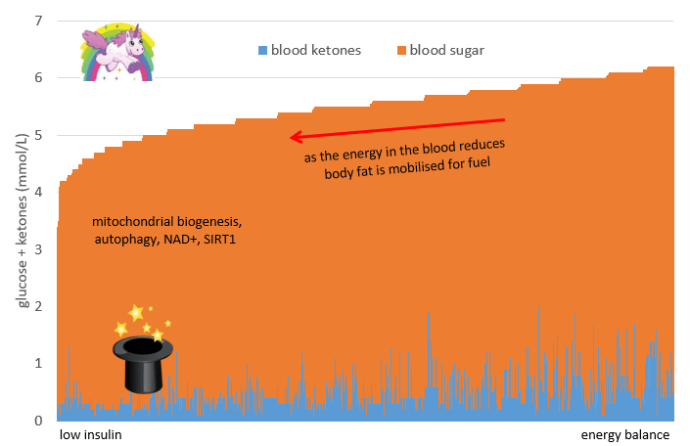 7
blood ketones
blood sugar
6
5
as the energy in the blood reduces
body fat is mobilised for fuel
4
mitochondrial biogenesis,
autophagy, NAD+, SIRT1
glucose + ketones (mmol/L)
3
2
1
0
low insulin
energy balance